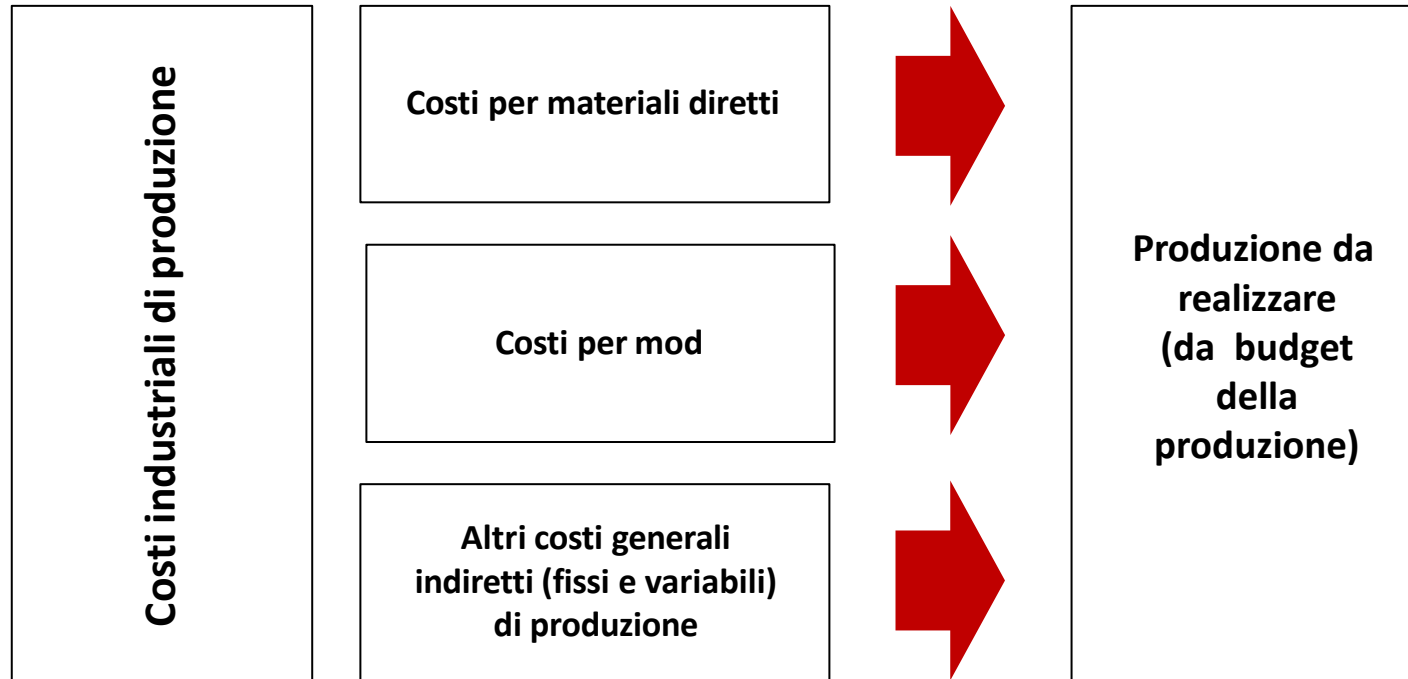 Costi industriali di produzione
Costi per materiali diretti
Costi per mod
Altri costi generali
indiretti (fissi e variabili)
di produzione
Produzione da
realizzare
(da budget
della
produzione)